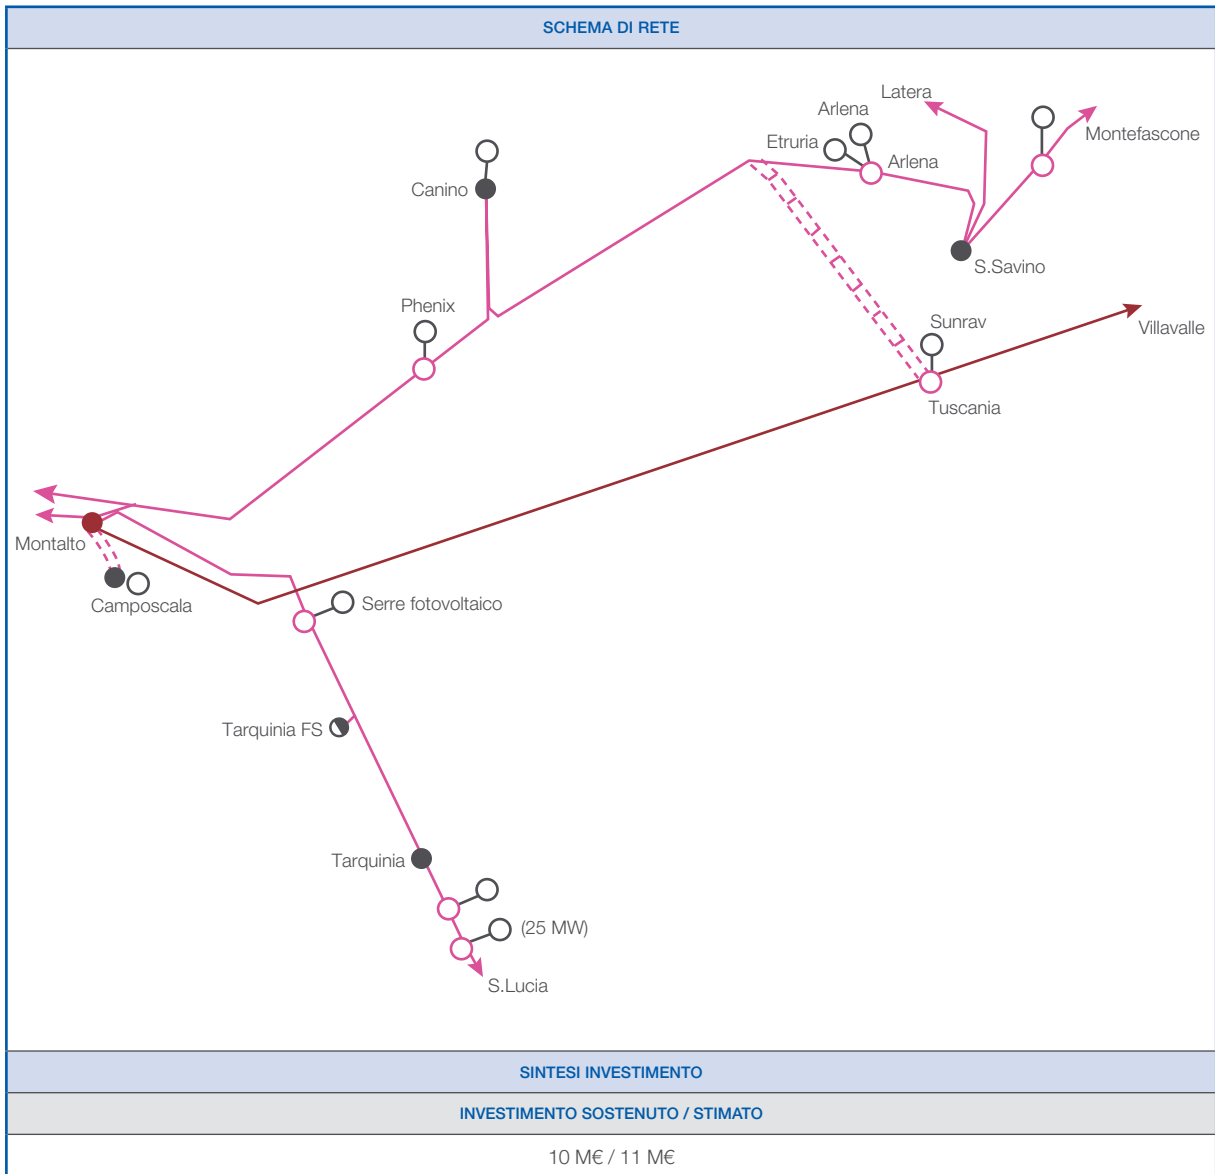 SCHEMA DI RETE
Latera
Arlena
Montefascone
Etruria
Arlena
Canino
S.Savino
Phenix
Sunrav
Villavalle
Tuscania
Montalto
Camposcala
Serre fotovoltaico
Tarquinia FS
Tarquinia
(25 MW)
S.Lucia
SINTESI INVESTIMENTO
INVESTIMENTO SOSTENUTO / STIMATO
10 M€ / 11 M€